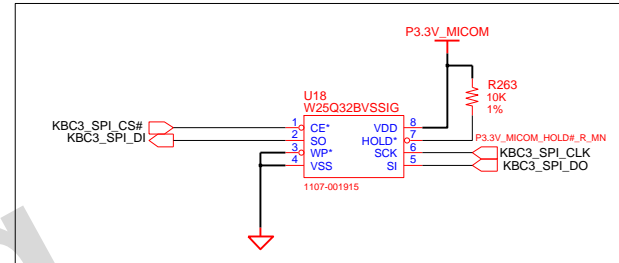 P3.3V_MICOM
U18
W25Q32BVSSIG
R263
10K
1%
KBC3_SPI_CS#
1
CE*
VDD
8
KBC3_SPI_DI
2
SO
HOLD*
7
P3.3V_MICOM_HOLD#_R_MN
3
WP*
SCK
6
KBC3_SPI_CLK
4
VSS
SI
5
KBC3_SPI_DO
1107-001915